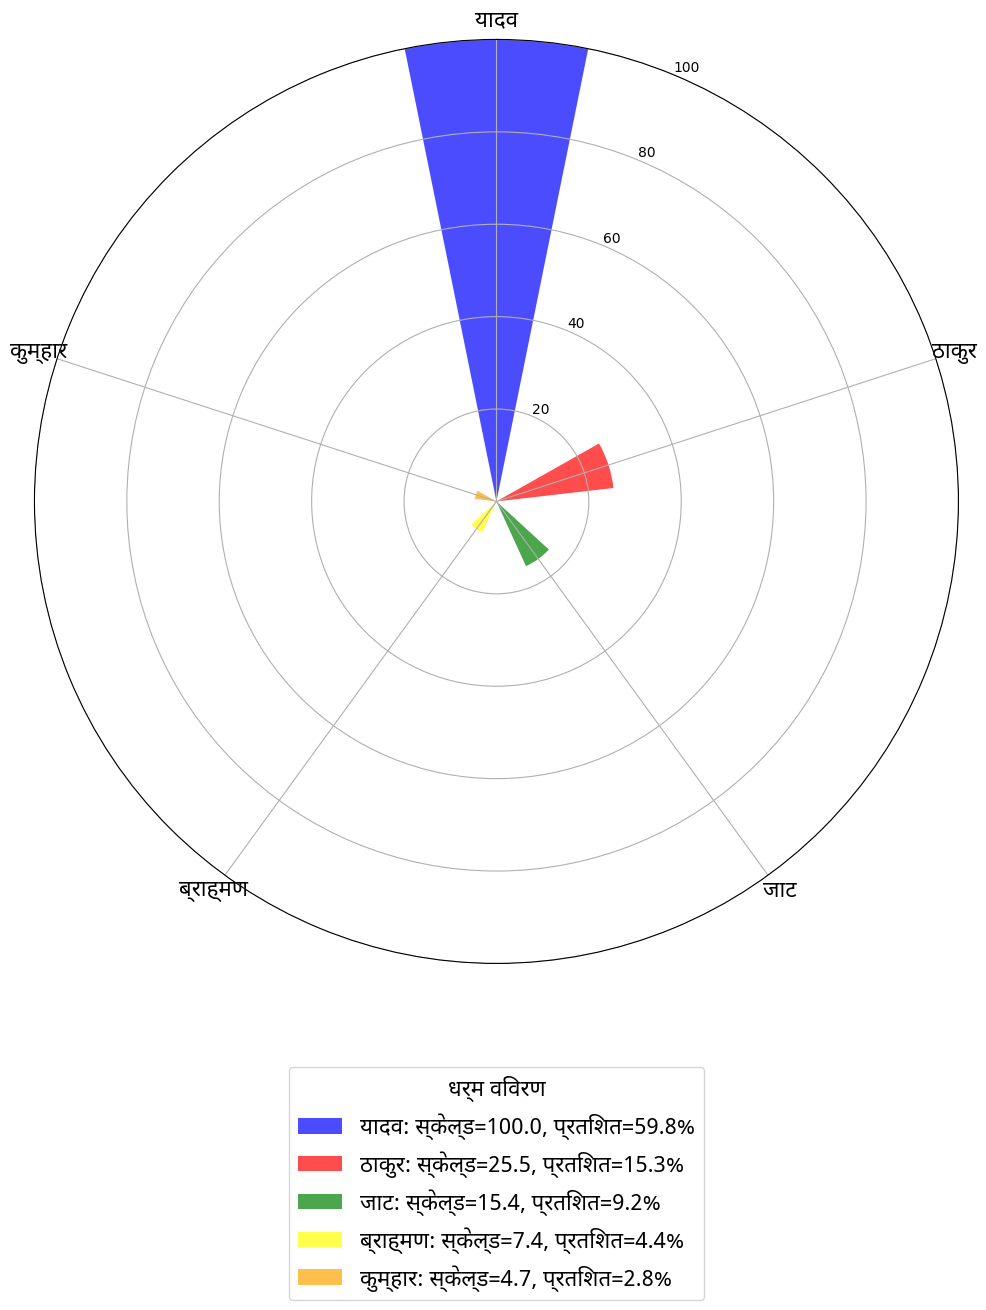 यादव
100
80
60
40
20
कुम्हार
ठाकुर
ब्राह्मण
जाट
धर्म विवरण
यादव: स्केल्ड=100.0, प्रतिशत=59.8%
ठाकुर: स्केल्ड=25.5, प्रतिशत=15.3%
जाट: स्केल्ड=15.4, प्रतिशत=9.2%
ब्राह्मण: स्केल्ड=7.4, प्रतिशत=4.4%
कुम्हार: स्केल्ड=4.7, प्रतिशत=2.8%